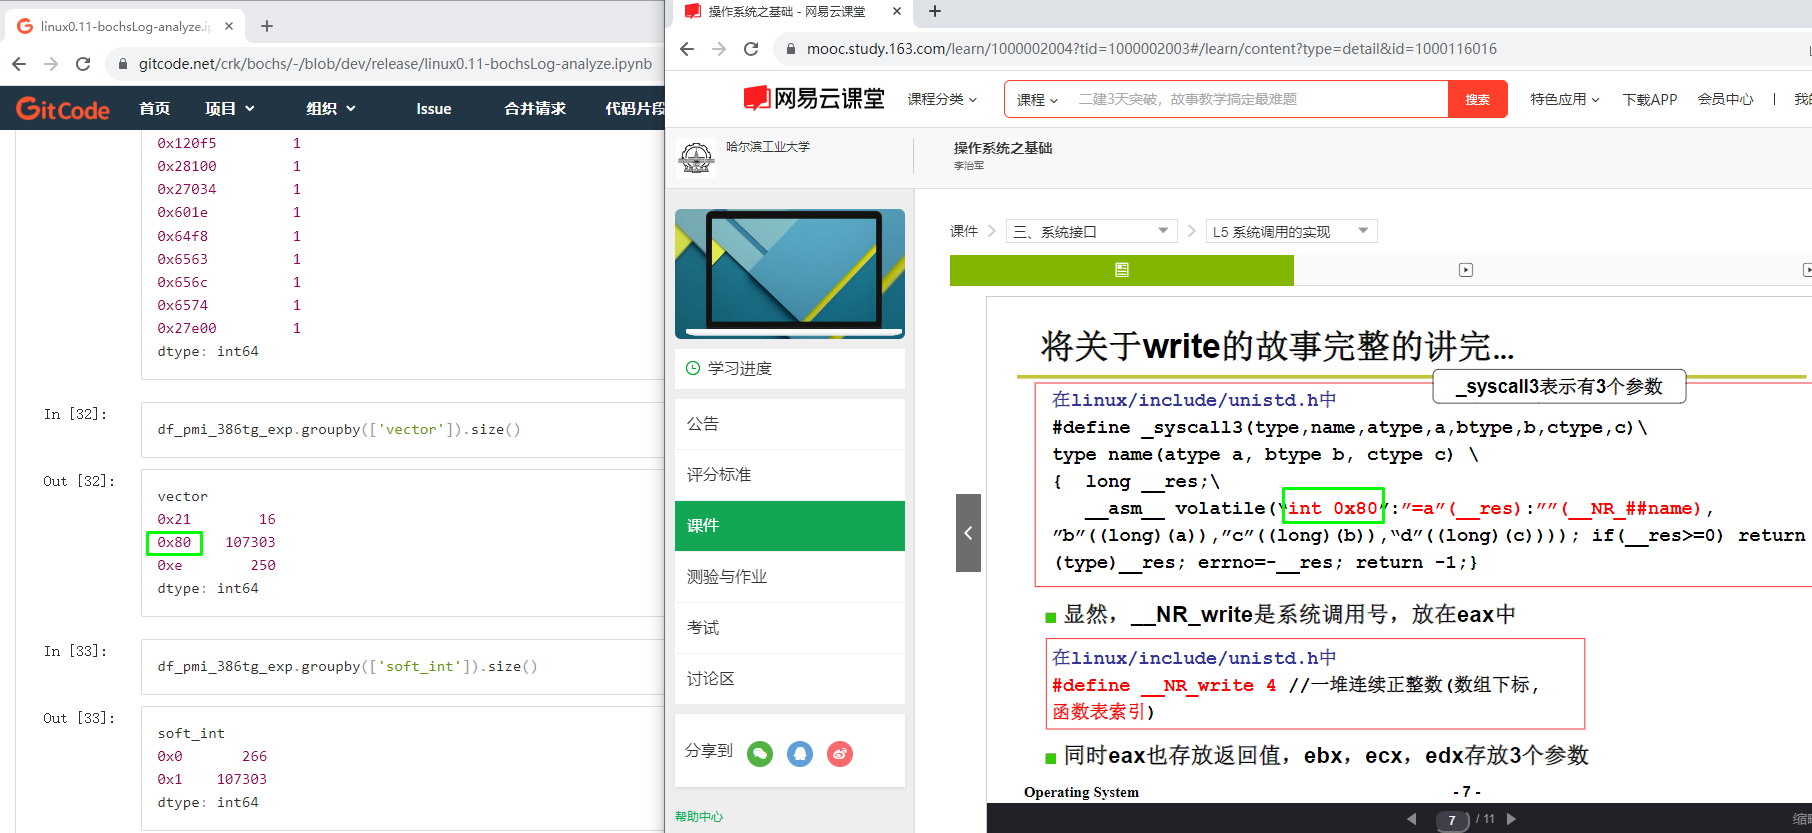 linux0.11-bochsLog-analyze.ip
gitcode.net/crk/bochs/-/blob/dev/release/linux0.11-bochsLog-analyze.ipynb
GitCode 首页 项目 组织 Issue 合并请求 代码片段
0x120f5 1
0x28100 1
0x27034 1
0x601e 1
0x64f8 1
0x6563 1
0x656c 1
0x6574 1
0x27e00 1
dtype: int64
In [32]: df_pmi_386tg_exp.groupby(['vector']).size()
Out [32]:
vector
0x21 16
0x80 107303
0xe 250
dtype: int64
In [33]: df_pmi_386tg_exp.groupby(['soft_int']).size()
Out [33]:
soft_int
0x0 266
0x1 107303
dtype: int64
操作系统之基础 - 网易云课堂
mooc.study.163.com/learn/1000002004?tid=1000002003#/learn/content?type=detail&id=1000116016
网易云课堂 课程分类 课程 二建3天突破，故事教学搞定最难题 搜索 特色应用 下载APP 会员中心 | 我的
哈尔滨工业大学
操作系统之基础
李治军
学习进度
公告
评分标准
课件
测验与作业
考试
讨论区
分享到
帮助中心
课件 三、系统接口 L5 系统调用的实现
将关于write的故事完整的讲完...
_syscall3表示有3个参数
在linux/include/unistd.h中
#define _syscall3(type,name,atype,a,btype,b,ctype,c)\
type name(atype a, btype b, ctype c) \
{ long __res;\
__asm__ volatile(“int 0x80”:”=a”(__res):””(__NR_##name),
”b”((long)(a)),”c”((long)(b)),“d”((long)(c)))); if(__res>=0) return
(type)__res; errno=-__res; return -1;}
显然，__NR_write是系统调用号，放在eax中
在linux/include/unistd.h中
#define __NR_write 4 //一堆连续正整数(数组下标,
函数表索引)
同时eax也存放返回值，ebx，ecx，edx存放3个参数
Operating System - 7 -
7 / 11